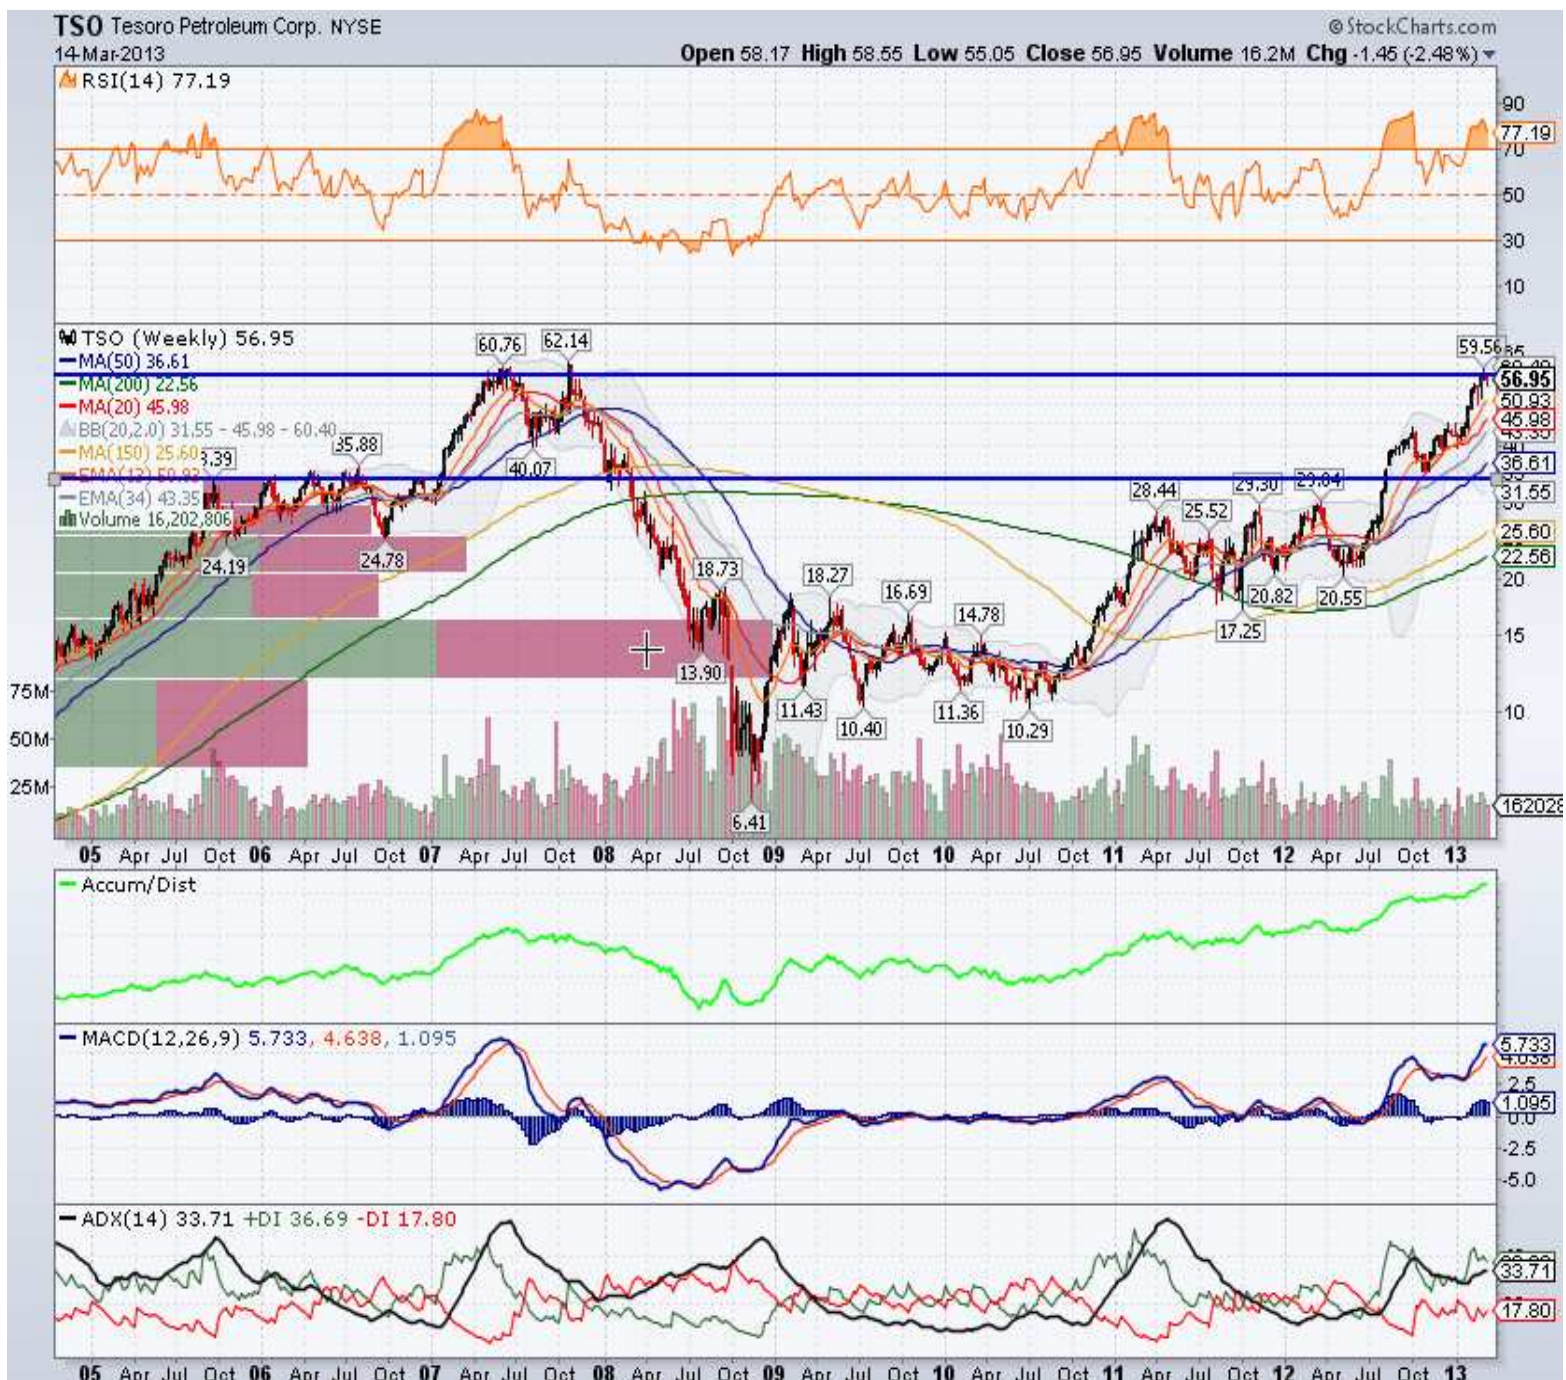 TSO Tesoro Petroleum Corp. NYSE © StockCharts.com
14-Mar-2013 Open 58.17 High 58.55 Low 55.05 Close 56.95 Volume 16.2M Chg -1.45 (-2.48%)
RSI(14) 77.19
90
77.19
70
50
30
10
TSO (Weekly) 56.95
MA(50) 36.61
MA(200) 22.56
MA(20) 45.98
BB(20,2.0) 31.55 - 45.98 - 60.40
MA(150) 25.60
EMA(13) 50.93
EMA(34) 43.35
Volume 16,202,806
60.76
62.14
59.56
35.88
40.07
24.19
24.78
18.73
13.90
6.41
18.27
11.43
10.40
16.69
11.36
14.78
10.29
28.44
25.52
17.25
29.30
20.82
29.84
20.55
56.95
50.93
45.98
36.61
31.55
25.60
22.56
20
15
10
75M
50M
25M
162028
05 Apr Jul Oct 06 Apr Jul Oct 07 Apr Jul Oct 08 Apr Jul Oct 09 Apr Jul Oct 10 Apr Jul Oct 11 Apr Jul Oct 12 Apr Jul Oct 13
Accum/Dist
MACD(12,26,9) 5.733, 4.638, 1.095
5.733
4.638
2.5
1.095
0.0
-2.5
-5.0
ADX(14) 33.71 +DI 36.69 -DI 17.80
33.71
17.80
05 Apr Jul Oct 06 Apr Jul Oct 07 Apr Jul Oct 08 Apr Jul Oct 09 Apr Jul Oct 10 Apr Jul Oct 11 Apr Jul Oct 12 Apr Jul Oct 13